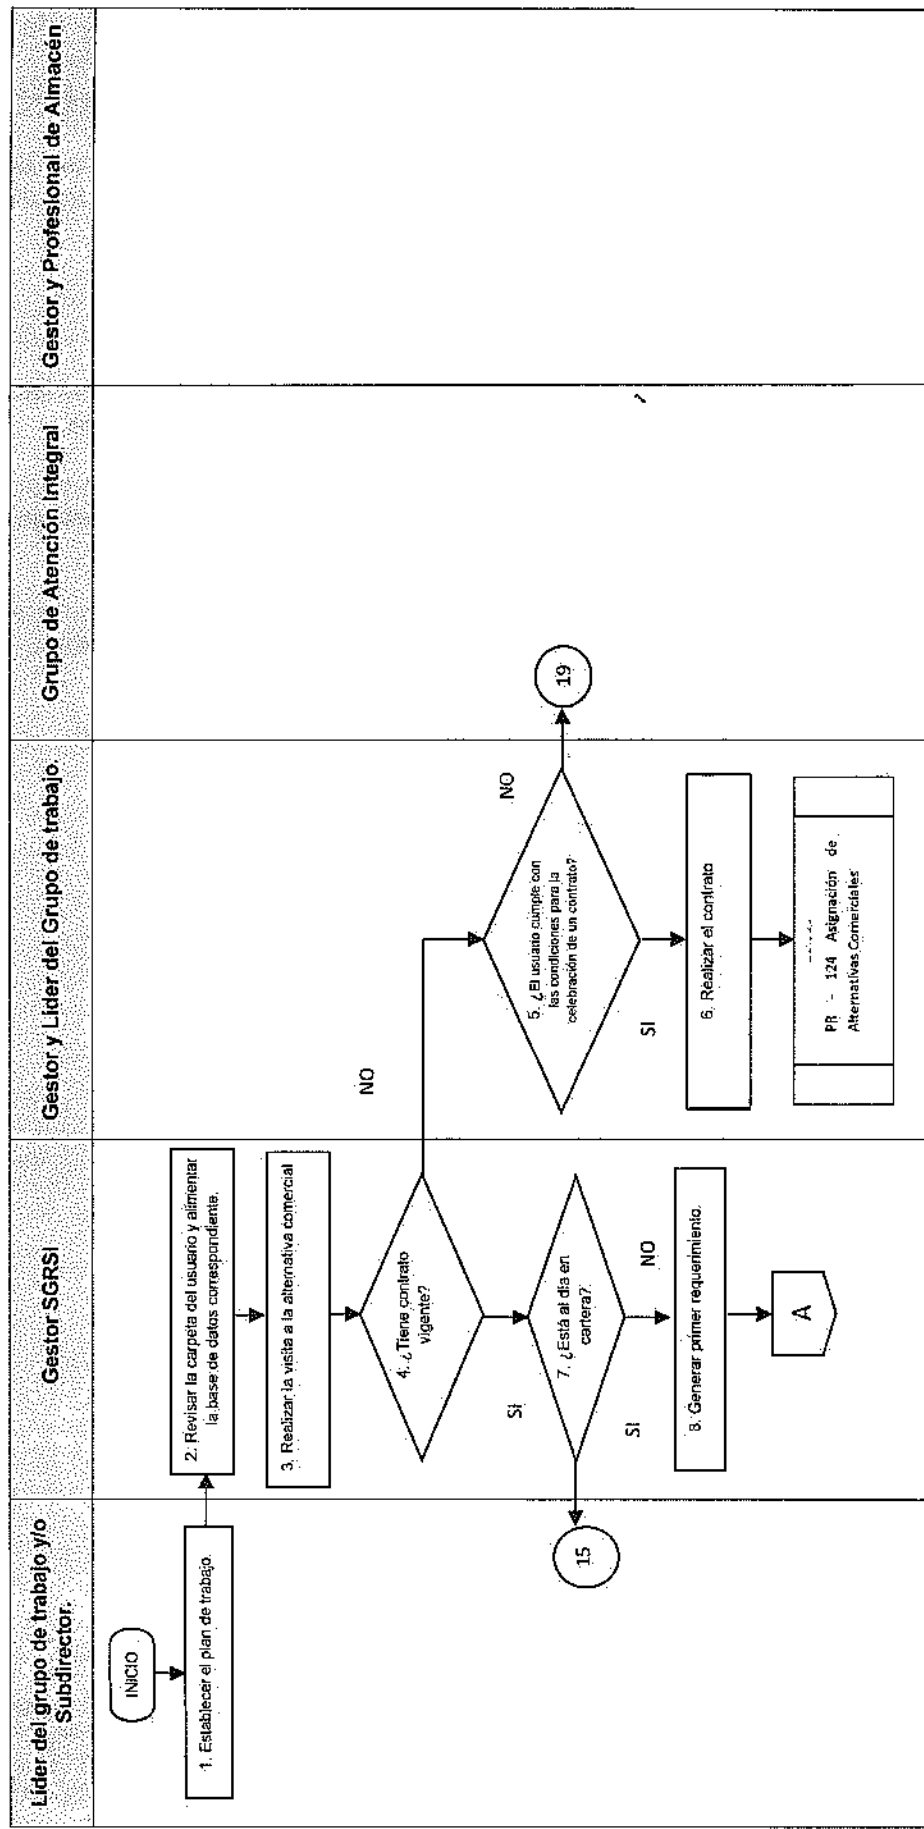 Líder del grupo de trabajo y/o
Subdirector.
Gestor SGRSI
Gestor y Líder del Grupo de trabajo.
Grupo de Atención Integral
Gestor y Profesional de Almacén
INICIO
1. Establecer el plan de trabajo.
2. Revisar la carpeta del usuario y alimentar
la base de datos correspondiente.
3. Realizar la visita a la alternativa comercial
4. ¿Tiene contrato
vigente?
NO
SI
5. ¿El usuario cumple con
las condiciones para la
celebración de un contrato?
NO
19
SI
6. Realizar el contrato
PR - 124 Asignación de
Alternativas Comerciales
7. ¿Está al día en
cartera?
SI
15
NO
8. Generar primer requerimiento.
A